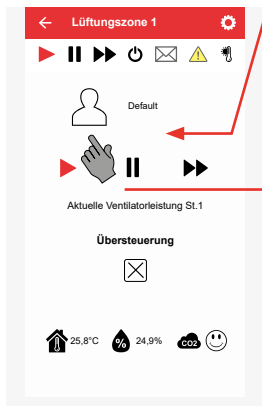 Lüftungszone 1
Default
Aktuelle Ventilatorleistung St.1
Übersteuerung
25,8°C % 24,9% CO2